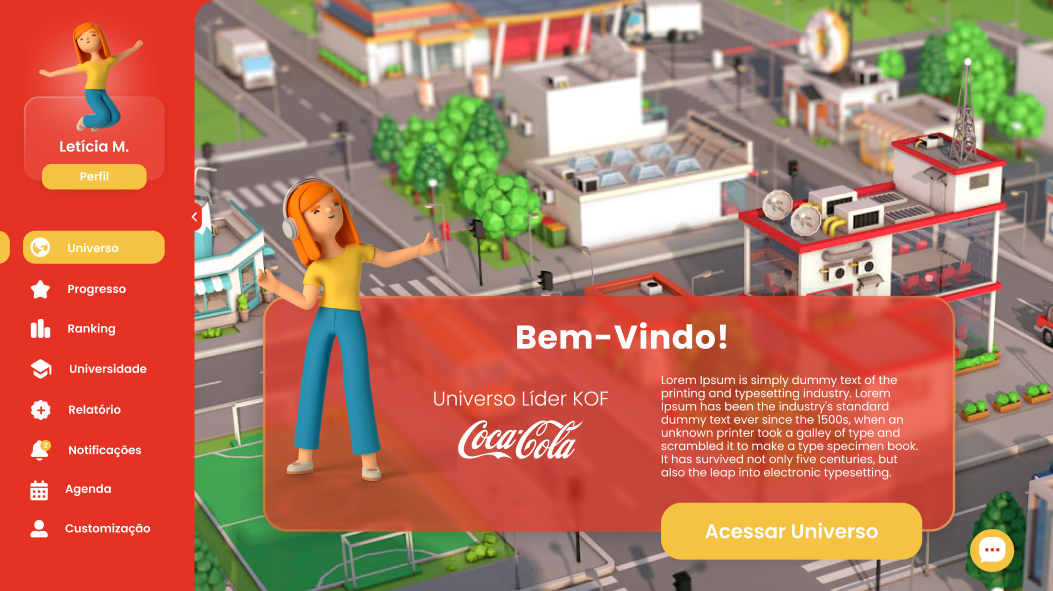 Letícia M.
Perfil
Universo
Progresso
Ranking
Universidade
Relatório
2
Notificações
Agenda
Customização
Bem-Vindo!
Universo Líder KOF
Coca-Cola
Lorem Ipsum is simply dummy text of the
printing and typesetting industry. Lorem
Ipsum has been the industry's standard
dummy text ever since the 1500s, when an
unknown printer took a galley of type and
scrambled it to make a type specimen book.
It has survived not only five centuries, but
also the leap into electronic typesetting.
Acessar Universo